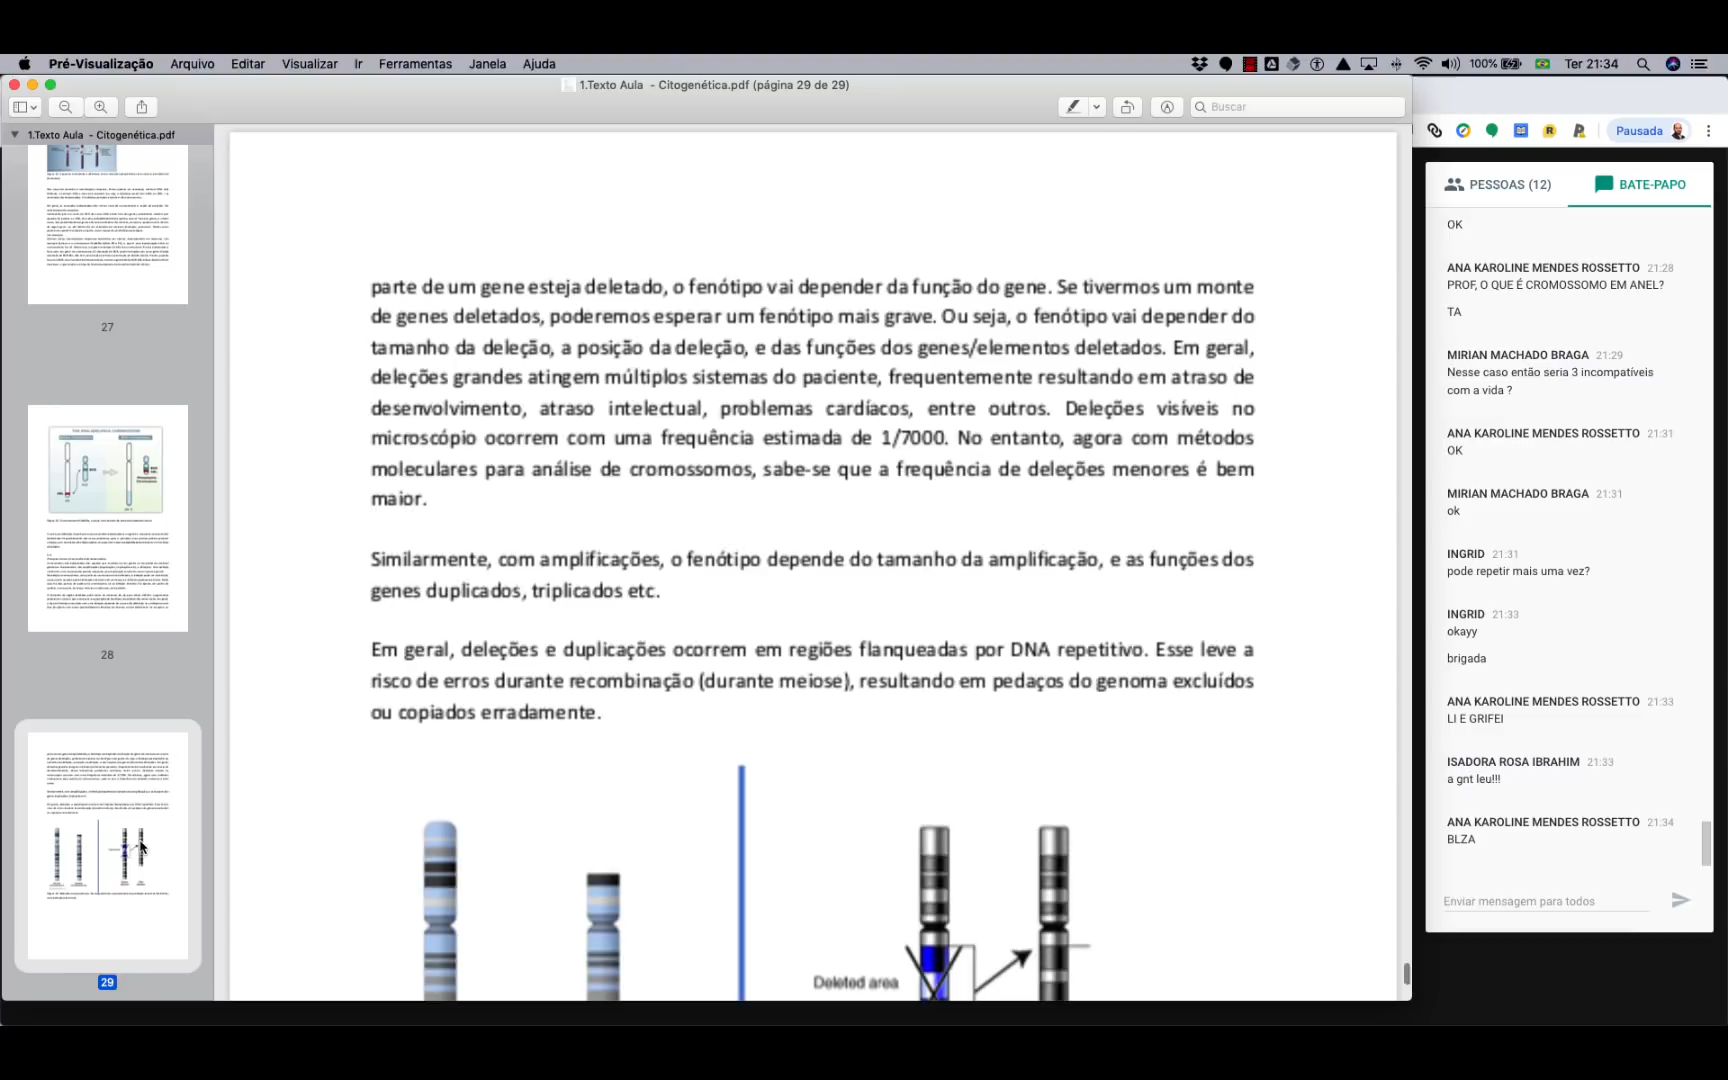 Pré-Visualização Arquivo Editar Visualizar Ir Ferramentas Janela Ajuda
100% Ter 21:34
1.Texto Aula - Citogenética.pdf (página 29 de 29)
Buscar
1.Texto Aula - Citogenética.pdf
27
28
29
parte de um gene esteja deletado, o fenótipo vai depender da função do gene. Se tivermos um monte
de genes deletados, poderemos esperar um fenótipo mais grave. Ou seja, o fenótipo vai depender do
tamanho da deleção, a posição da deleção, e das funções dos genes/elementos deletados. Em geral,
deleções grandes atingem múltiplos sistemas do paciente, frequentemente resultando em atraso de
desenvolvimento, atraso intelectual, problemas cardíacos, entre outros. Deleções visíveis no
microscópio ocorrem com uma frequência estimada de 1/7000. No entanto, agora com métodos
moleculares para análise de cromossomos, sabe-se que a frequência de deleções menores é bem
maior.
Similarmente, com amplificações, o fenótipo depende do tamanho da amplificação, e as funções dos
genes duplicados, triplicados etc.
Em geral, deleções e duplicações ocorrem em regiões flanqueadas por DNA repetitivo. Esse leve a
risco de erros durante recombinação (durante meiose), resultando em pedaços do genoma excluídos
ou copiados erradamente.
Deleted area
Pausada
PESSOAS (12) BATE-PAPO
OK
ANA KAROLINE MENDES ROSSETTO 21:28
PROF, O QUE É CROMOSSOMO EM ANEL?
TA
MIRIAN MACHADO BRAGA 21:29
Nesse caso então seria 3 incompatíveis
com a vida ?
ANA KAROLINE MENDES ROSSETTO 21:31
OK
MIRIAN MACHADO BRAGA 21:31
ok
INGRID 21:31
pode repetir mais uma vez?
INGRID 21:33
okayy
brigada
ANA KAROLINE MENDES ROSSETTO 21:33
LI E GRIFEI
ISADORA ROSA IBRAHIM 21:33
a gnt leu!!!
ANA KAROLINE MENDES ROSSETTO 21:34
BLZA
Enviar mensagem para todos